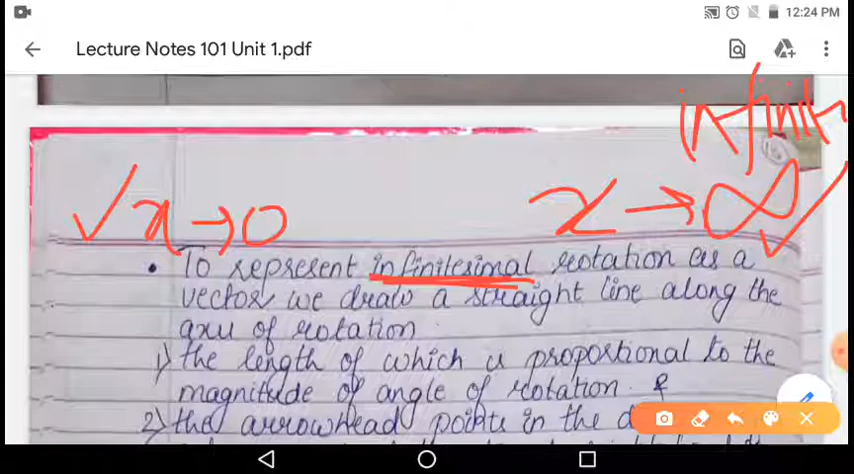 12:24 PM
Lecture Notes 101 Unit 1.pdf
infinity
x → 0
x → ∞
• To represent infinitesimal rotation as a
vector we draw a straight line along the
axis of rotation
1) the length of which is proportional to the
magnitude of angle of rotation. &
2) the arrowhead points in the d